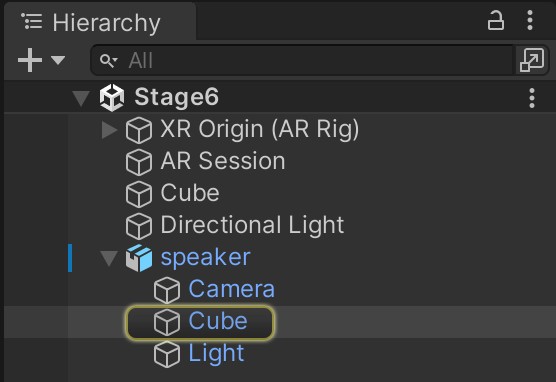 Hierarchy
All
Stage6
XR Origin (AR Rig)
AR Session
Cube
Directional Light
speaker
Camera
Cube
Light